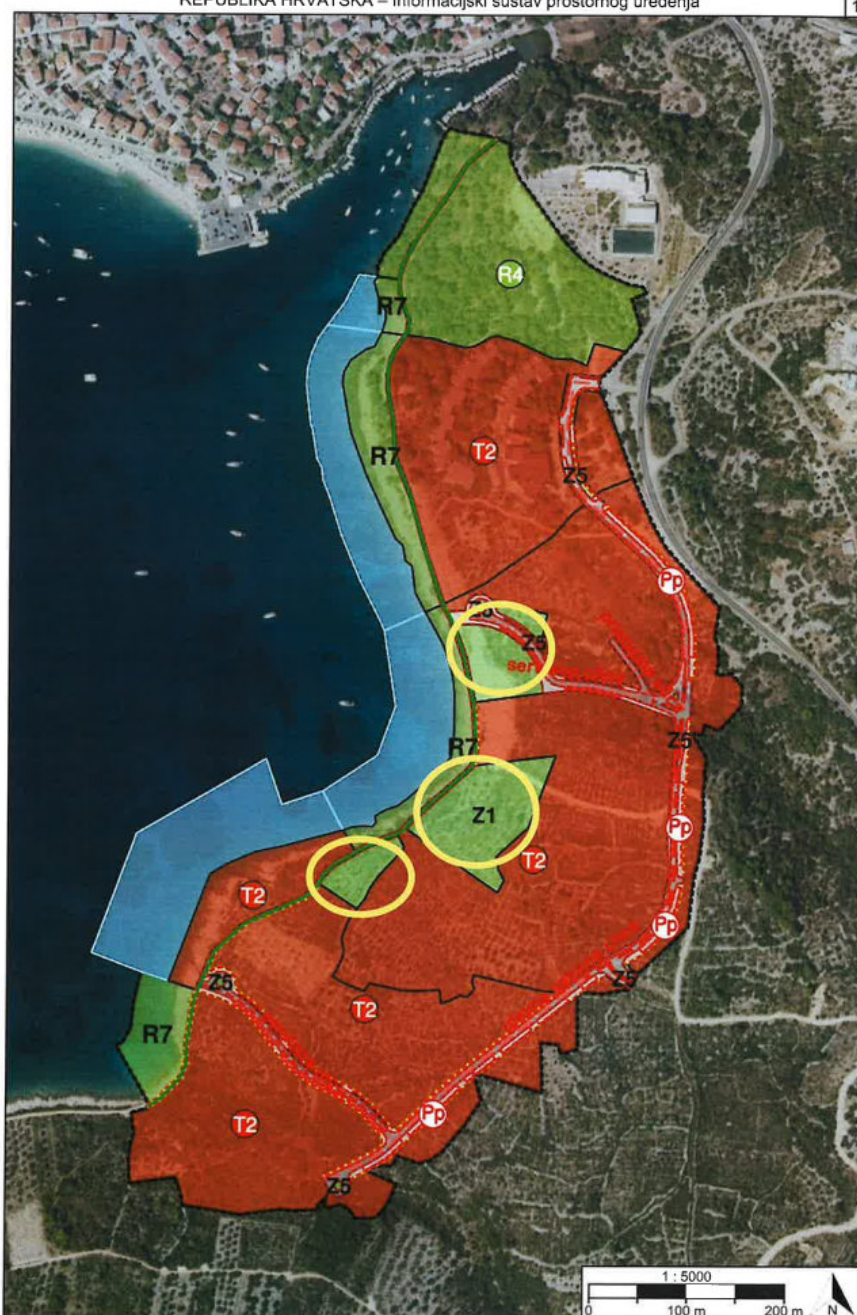 REPUBLIKA HRVATSKA – Informacijski sustav prostornog uređenja
R4
R7
T2
R7
Z5
Pp
Z5
Z5
R7
Z5
Z1
Pp
T2
T2
Pp
Z5
Z5
T2
R7
Pp
T2
Z5
1 : 5000
0 100 m 200 m
N